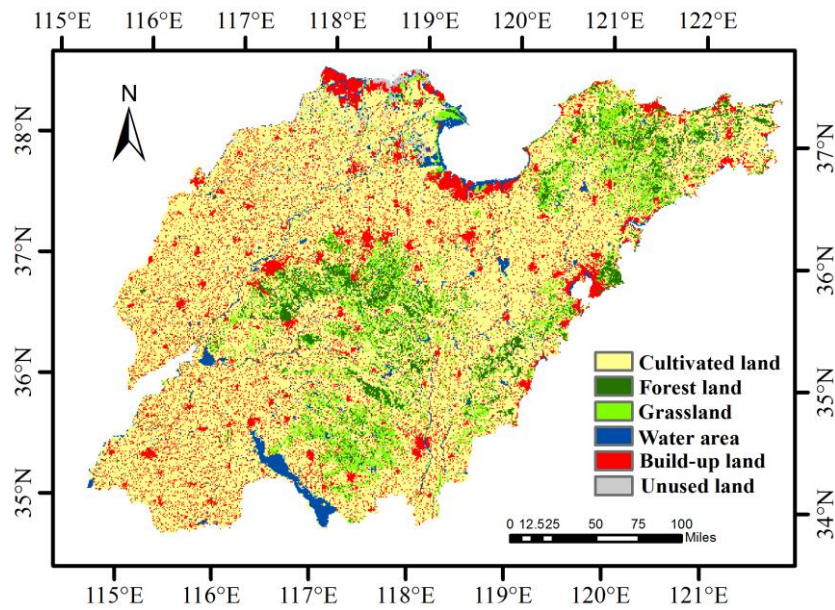 115°E 116°E 117°E 118°E 119°E 120°E 121°E 122°E
N
38°N
37°N
36°N
35°N
37°N
36°N
35°N
34°N
Cultivated land
Forest land
Grassland
Water area
Build-up land
Unused land
0 12.525 50 75 100
Miles
115°E 116°E 117°E 118°E 119°E 120°E 121°E